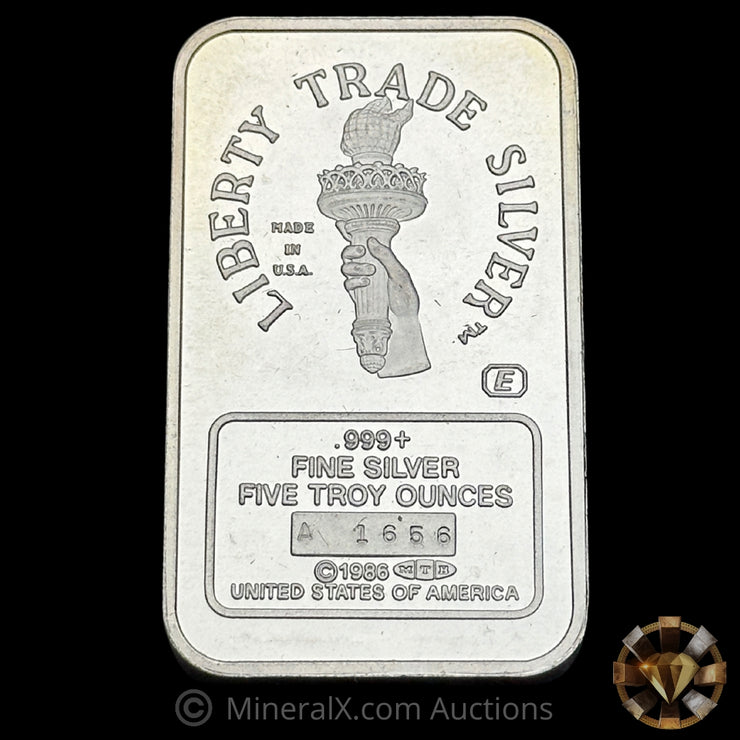 LIBERTY TRADE SILVER™
MADE
IN
U.S.A.
E
.999+
FINE SILVER
FIVE TROY OUNCES
A 1656
©1986 MTB
UNITED STATES OF AMERICA
© MineralX.com Auctions